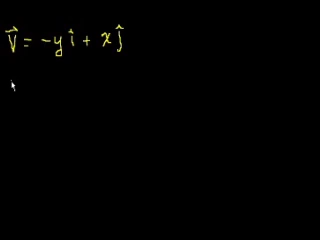 v⃗ = -y î + x ĵ